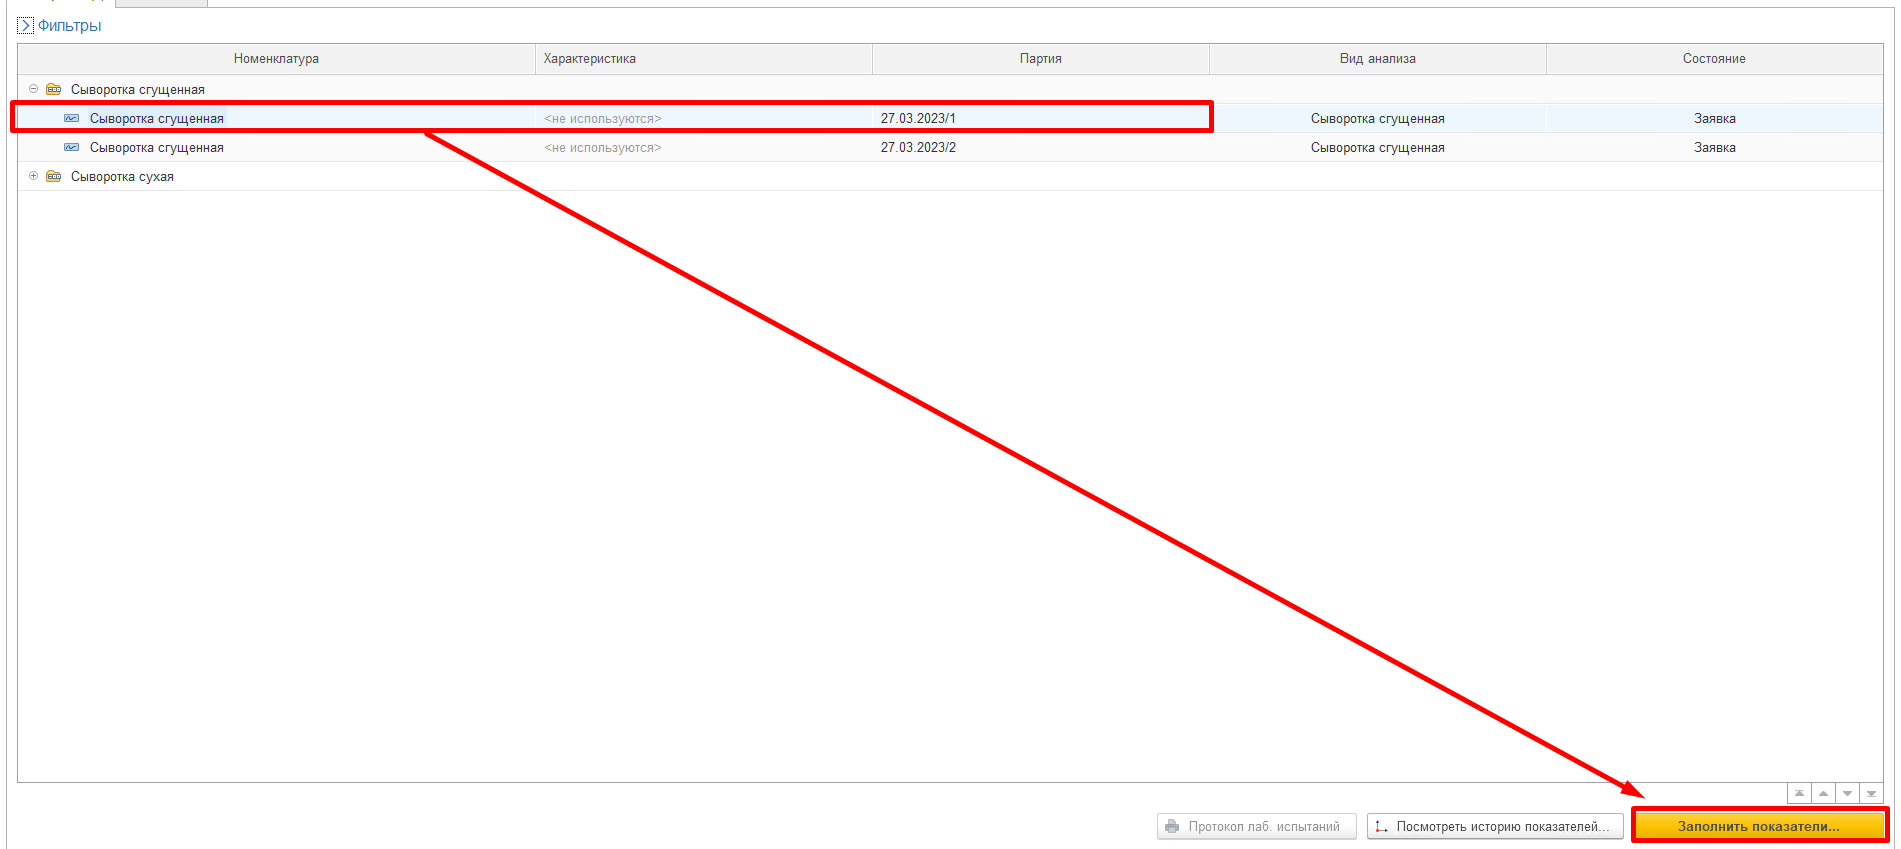 Фильтры
Номенклатура Характеристика Партия Вид анализа Состояние
Сыворотка сгущенная
Сыворотка сгущенная <не используются> 27.03.2023/1 Сыворотка сгущенная Заявка
Сыворотка сгущенная <не используются> 27.03.2023/2 Сыворотка сгущенная Заявка
Сыворотка сухая
Протокол лаб. испытаний Посмотреть историю показателей... Заполнить показатели...